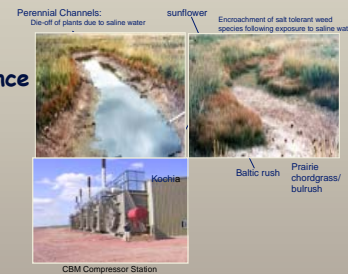 Perennial Channels:
Die-off of plants due to saline water
sunflower
Encroachment of salt tolerant weed
species following exposure to saline wat
nce
Kochia
Baltic rush
Prairie
chordgrass/
bulrush
CBM Compressor Station